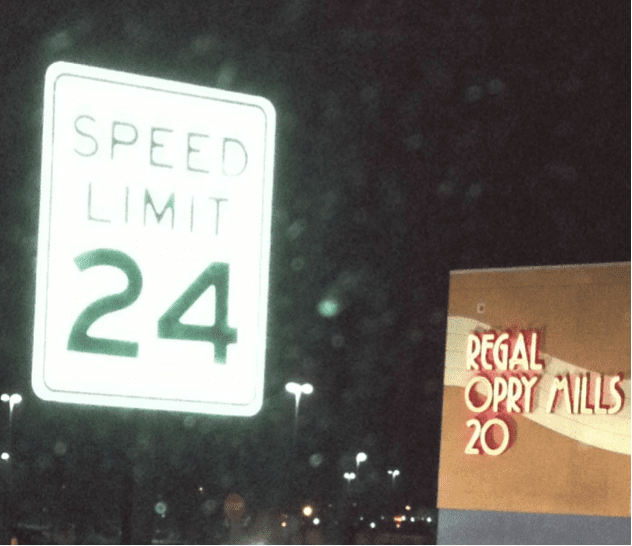 SPEED
LIMIT
24
REGAL
OPRY MILLS
20